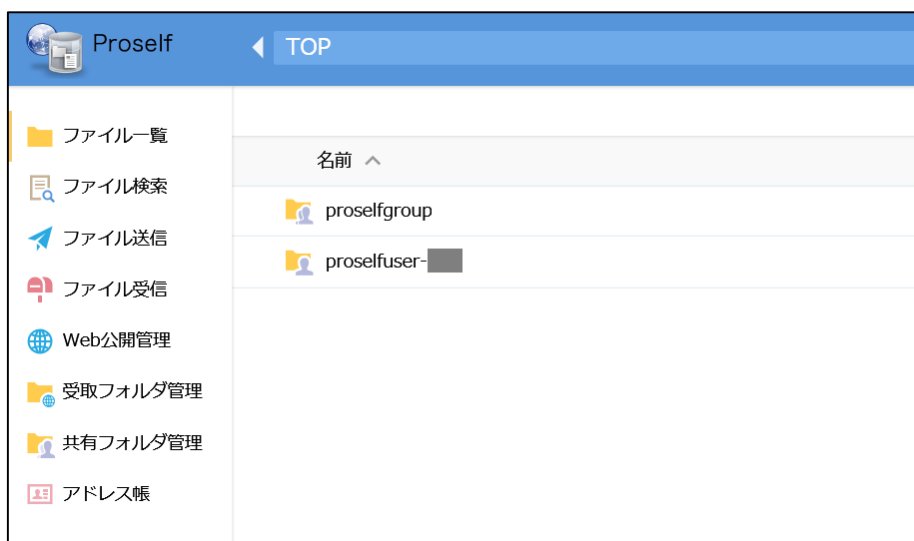 Proself
TOP
ファイル一覧
ファイル検索
ファイル送信
ファイル受信
Web公開管理
受取フォルダ管理
共有フォルダ管理
アドレス帳
名前
proselfgroup
proselfuser-